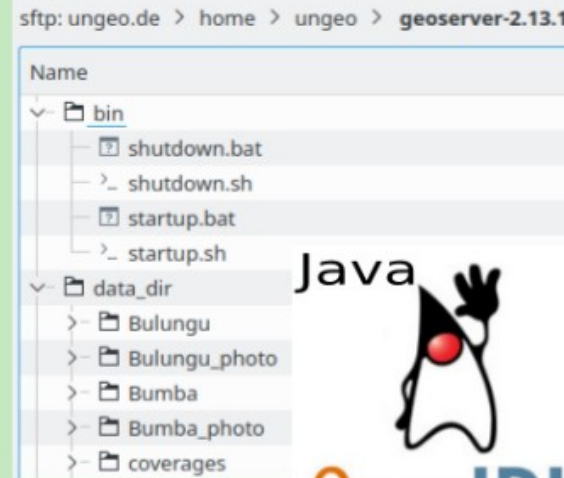 sftp: ungeo.de > home > ungeo > geoserver-2.13.1
Name
bin
shutdown.bat
shutdown.sh
startup.bat
startup.sh
data_dir
Bulungu
Bulungu_photo
Bumba
Bumba_photo
coverages
Java